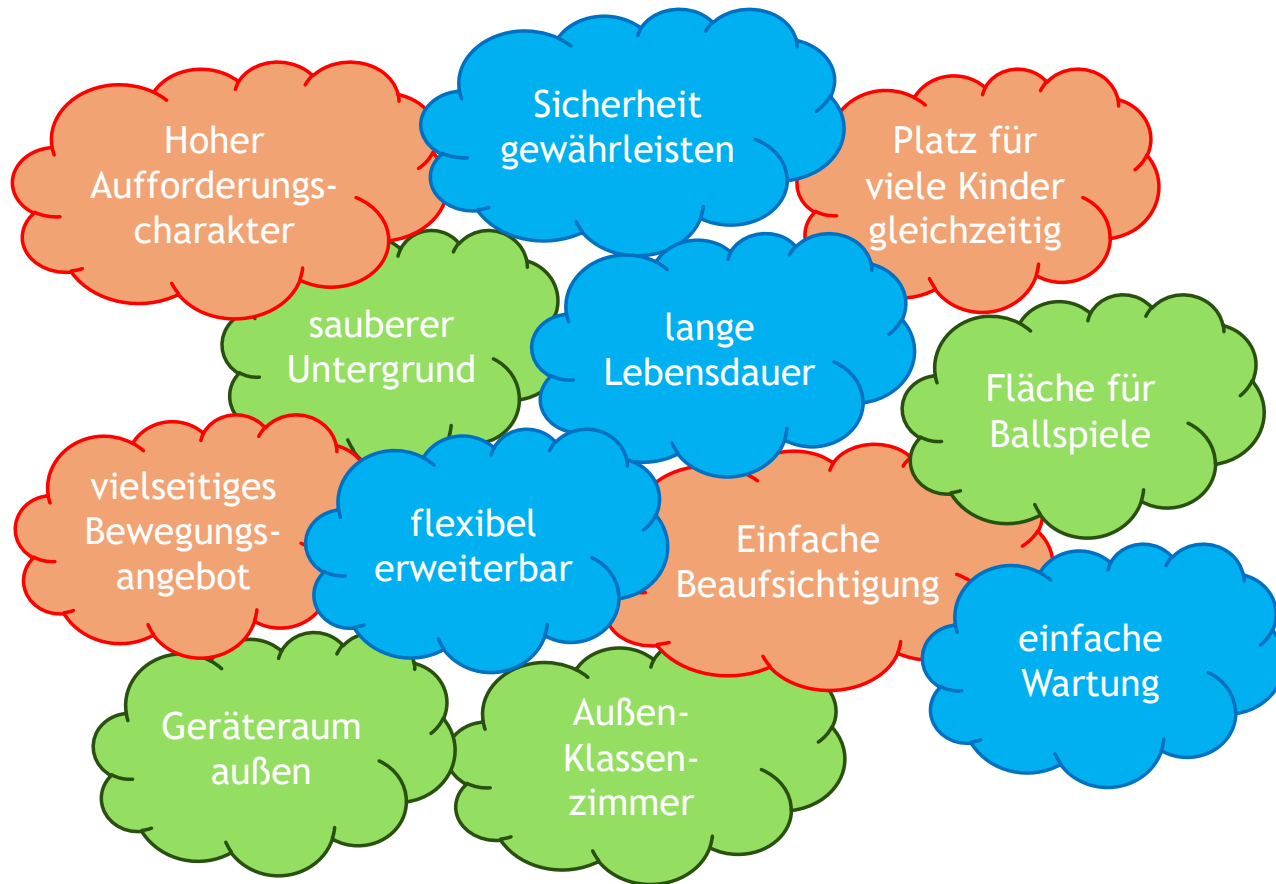 Hoher
Aufforderungs-
charakter
Sicherheit
gewährleisten
Platz für
viele Kinder
gleichzeitig
sauberer
Untergrund
lange
Lebensdauer
Fläche für
Ballspiele
vielseitiges
Bewegungs-
angebot
flexibel
erweiterbar
Einfache
Beaufsichtigung
einfache
Wartung
Geräteraum
außen
Außen-
Klassen-
zimmer